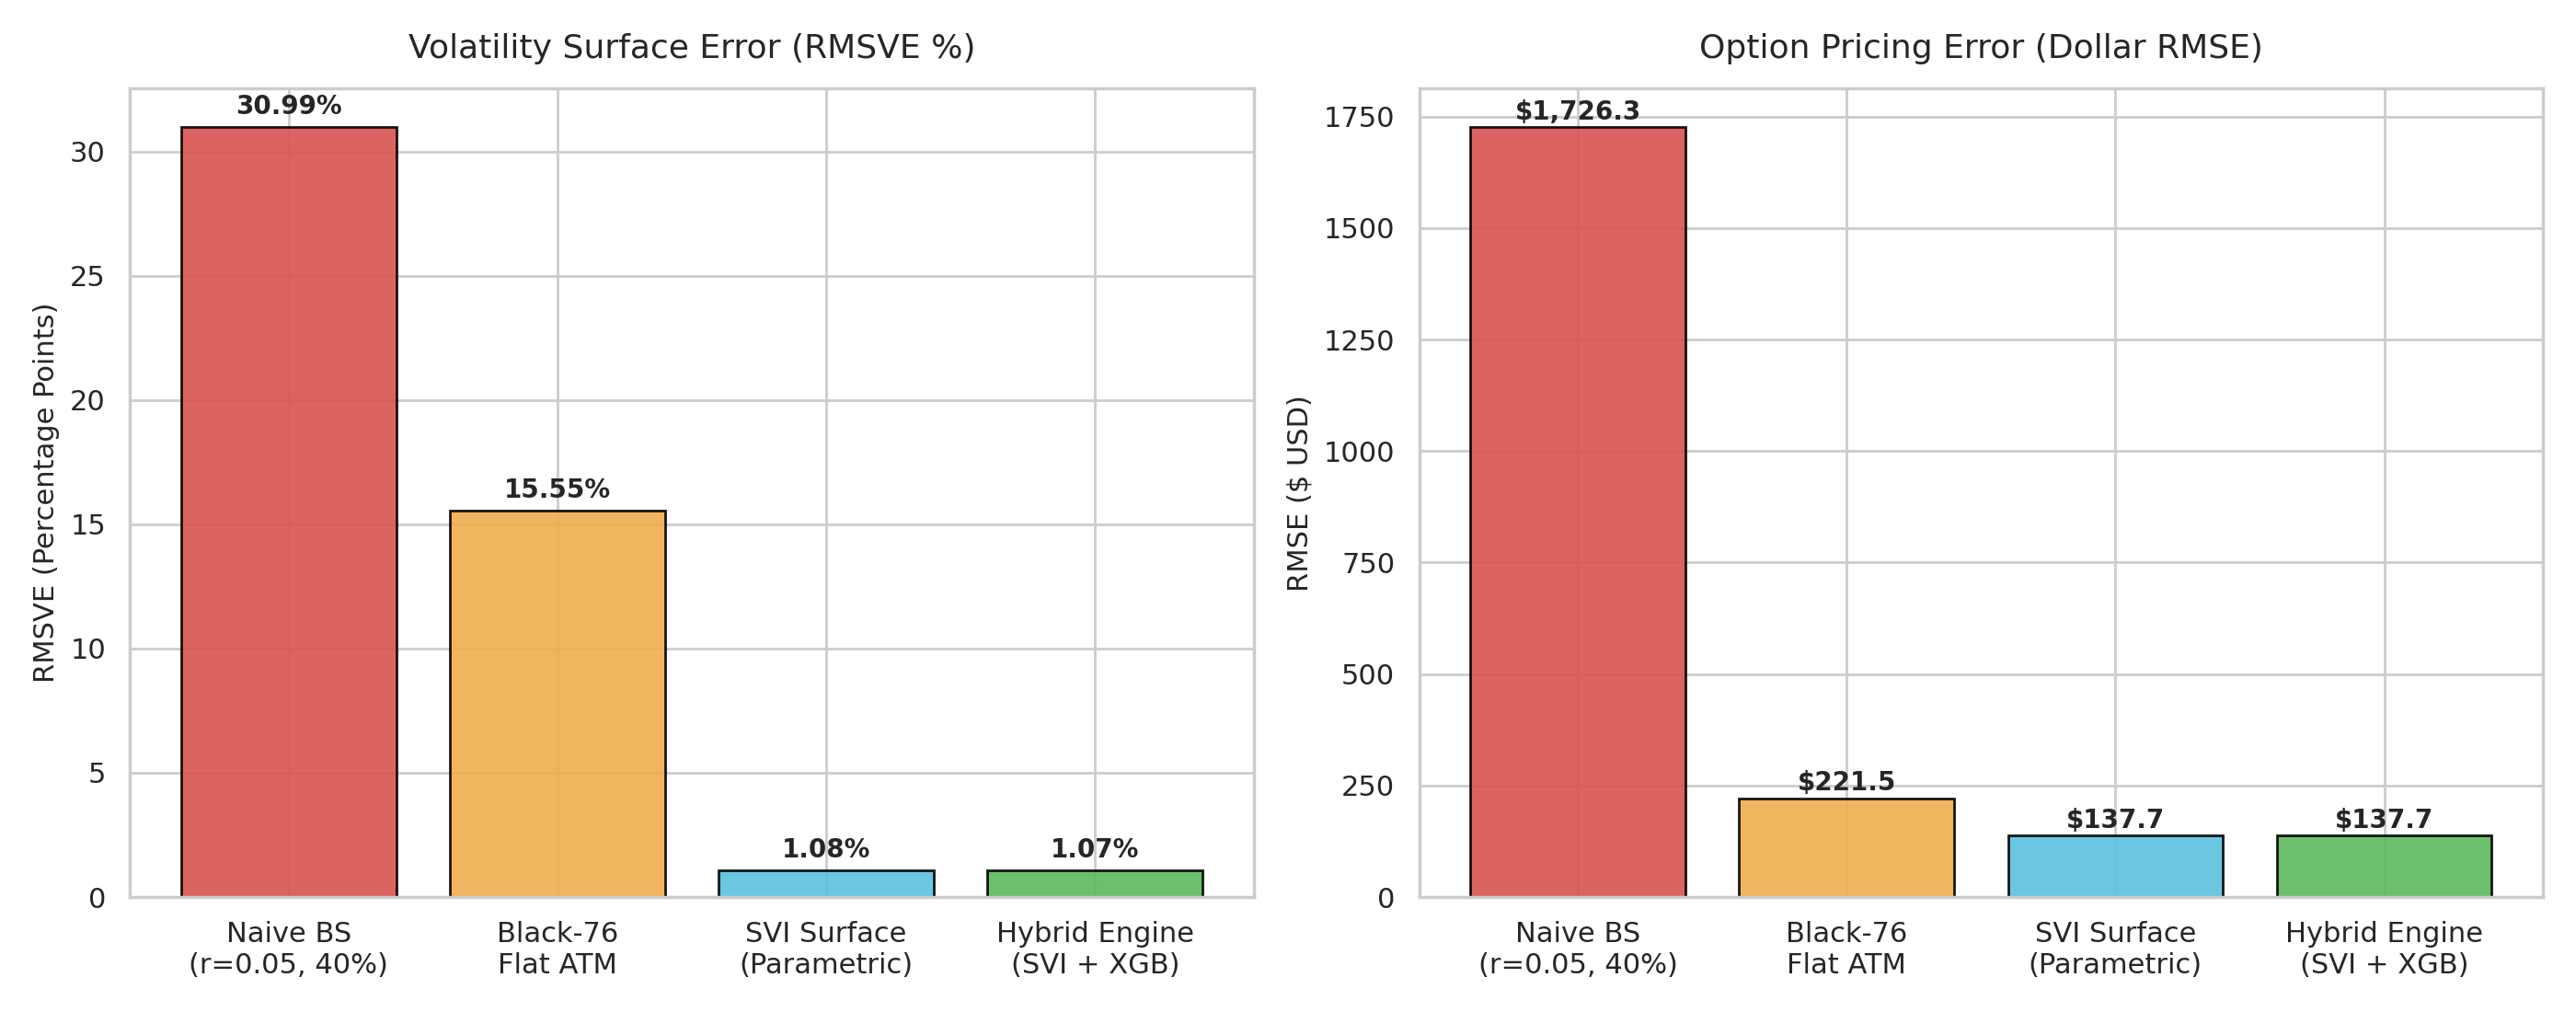 Volatility Surface Error (RMSVE %)
RMSVE (Percentage Points)
30
25
20
15
10
5
0
30.99%
15.55%
1.08%
1.07%
Naive BS
(r=0.05, 40%)
Black-76
Flat ATM
SVI Surface
(Parametric)
Hybrid Engine
(SVI + XGB)
Option Pricing Error (Dollar RMSE)
RMSE ($ USD)
1750
1500
1250
1000
750
500
250
0
$1,726.3
$221.5
$137.7
$137.7
Naive BS
(r=0.05, 40%)
Black-76
Flat ATM
SVI Surface
(Parametric)
Hybrid Engine
(SVI + XGB)